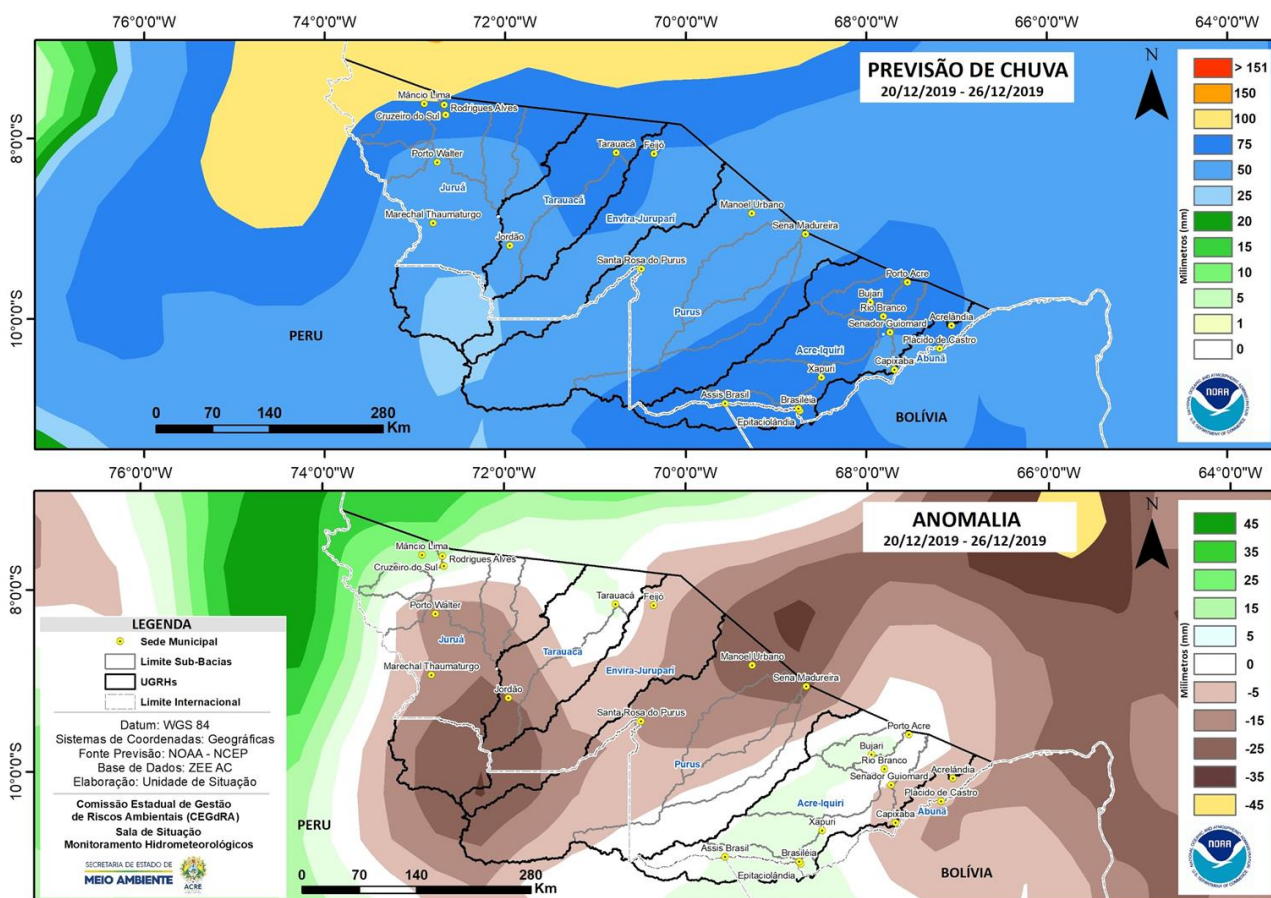 76°0'0"W 74°0'0"W 72°0'0"W 70°0'0"W 68°0'0"W 66°0'0"W 64°0'0"W
PREVISÃO DE CHUVA
20/12/2019 - 26/12/2019
N
> 151
150
100
75
50
25
20
15
10
5
1
0
Milímetros (mm)
NOAA
8°0'0"S
10°0'0"S
Mâncio Lima
Rodrigues Alves
Cruzeiro do Sul
Porto Walter
Juruá
Marechal Thaumaturgo
Jordão
Tarauacá
Feijó
Tarauacá
Envira-Jurupari
Manoel Urbano
Sena Madureira
Santa Rosa do Purus
Purus
Porto Acre
Bujari
Rio Branco
Senador Guiomard
Acrelândia
Plácido de Castro
Acre-Iquiri
Capixaba
Abunã
Xapuri
Assis Brasil
Brasiléia
Epitaciolândia
PERU
BOLÍVIA
0 70 140 280
Km
76°0'0"W 74°0'0"W 72°0'0"W 70°0'0"W 68°0'0"W 66°0'0"W 64°0'0"W
ANOMALIA
20/12/2019 - 26/12/2019
N
45
35
25
15
5
0
-5
-15
-25
-35
-45
Milímetros (mm)
NOAA
8°0'0"S
10°0'0"S
Mâncio Lima
Rodrigues Alves
Cruzeiro do Sul
Porto Walter
Juruá
Marechal Thaumaturgo
Jordão
Tarauacá
Feijó
Tarauacá
Envira-Jurupari
Manoel Urbano
Sena Madureira
Santa Rosa do Purus
Purus
Porto Acre
Bujari
Rio Branco
Senador Guiomard
Acrelândia
Plácido de Castro
Acre-Iquiri
Capixaba
Abunã
Xapuri
Assis Brasil
Brasiléia
Epitaciolândia
PERU
BOLÍVIA
0 70 140 280
Km
LEGENDA
Sede Municipal
Limite Sub-Bacias
UGRHs
Limite Internacional
Datum: WGS 84
Sistemas de Coordenadas: Geográficas
Fonte Previsão: NOAA - NCEP
Base de Dados: ZEE AC
Elaboração: Unidade de Situação
Comissão Estadual de Gestão
de Riscos Ambientais (CEGdRA)
Sala de Situação
Monitoramento Hidrometeorológicos
SECRETARIA DE ESTADO DE
MEIO AMBIENTE
ACRE